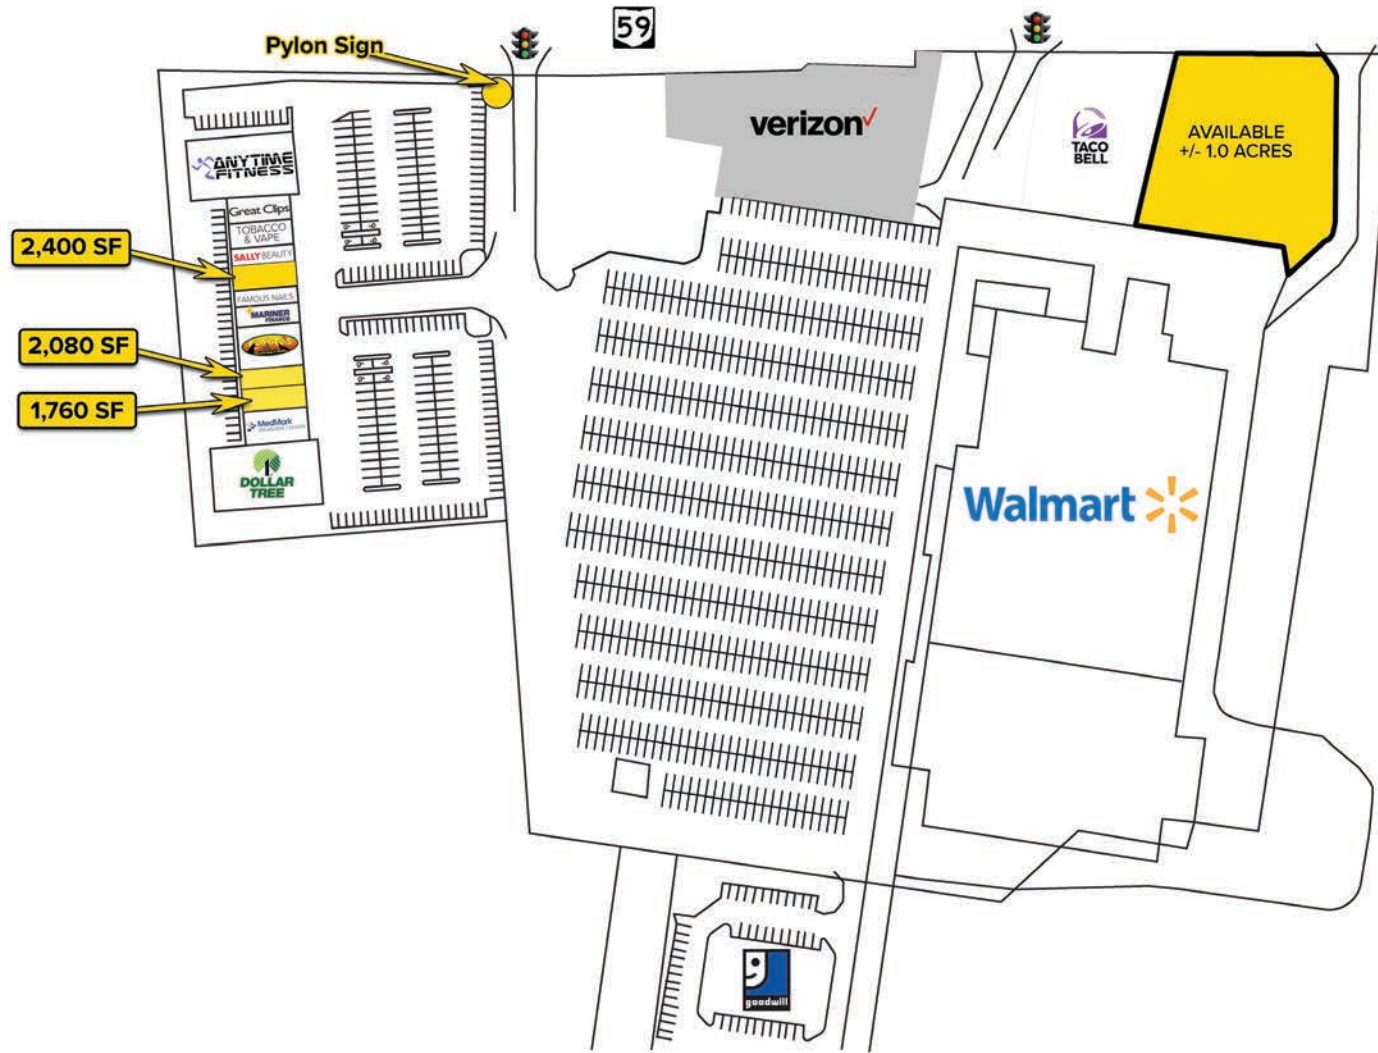 59
Pylon Sign
verizon
TACO
BELL
AVAILABLE
+/- 1.0 ACRES
ANYTIME
FITNESS
Great Clips
TOBACCO
& VAPE
SALLY BEAUTY
2,400 SF
FAMOUS NAILS
MARINER
FINANCE
2,080 SF
1,760 SF
MedMark
DOLLAR
TREE
Walmart
goodwill